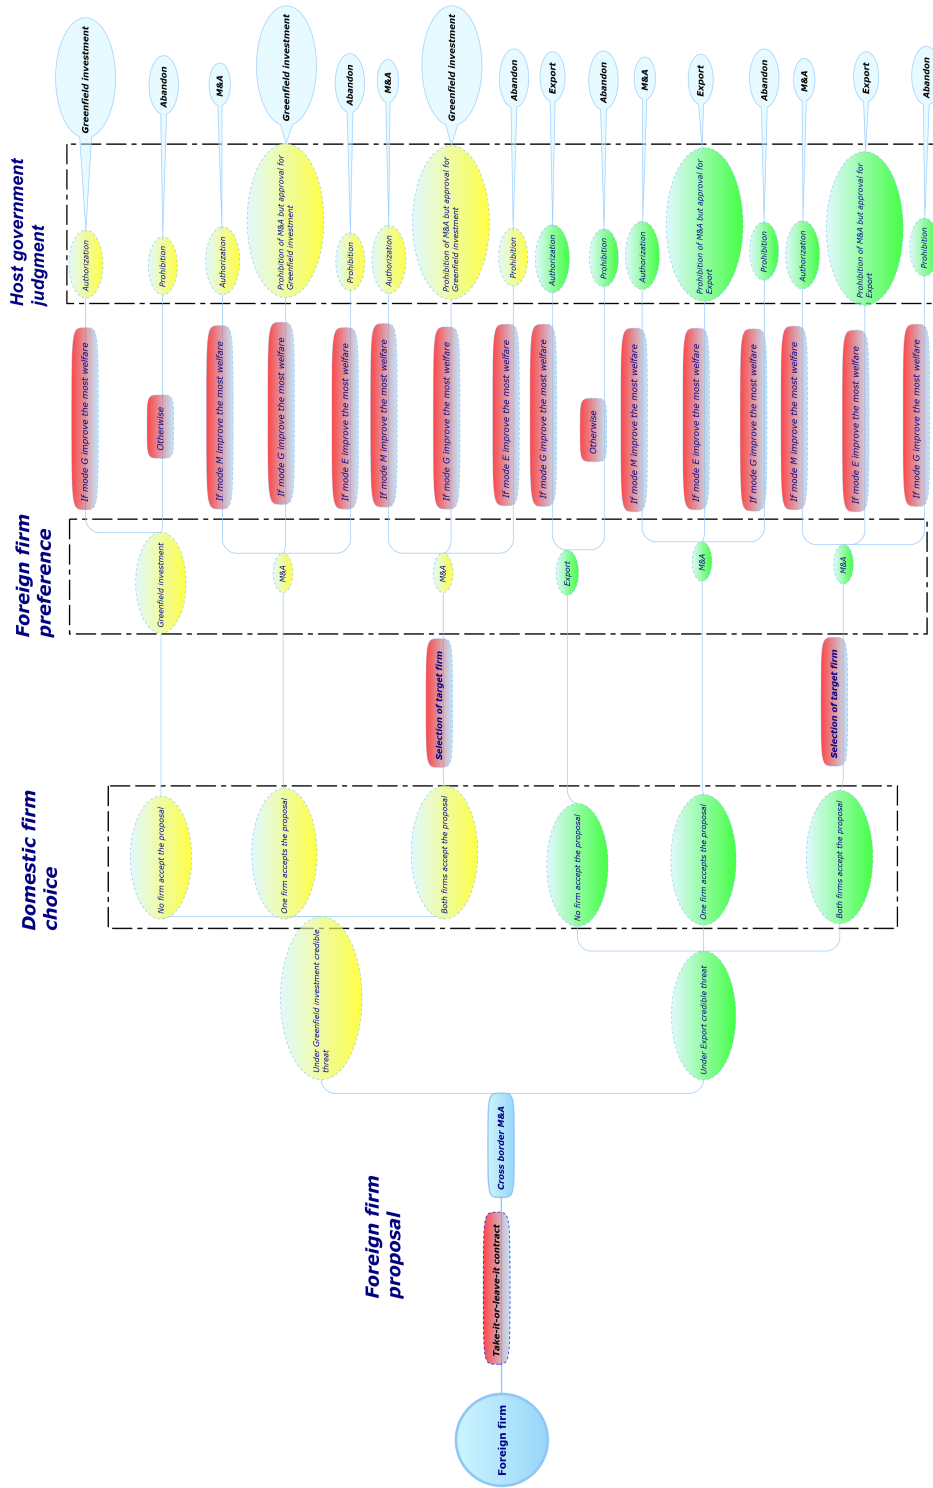 Foreign firm
Take-it-or-leave-it contract
Cross border M&A
Foreign firm
proposal
Under Greenfield investment credible
threat
Under Export credible threat
Domestic firm
choice
No firm accept the proposal
One firm accepts the proposal
Both firms accept the proposal
No firm accept the proposal
One firm accepts the proposal
Both firms accept the proposal
Selection of target firm
Selection of target firm
Foreign firm
preference
Greenfield investment
M&A
M&A
Export
M&A
M&A
If mode G improve the most welfare
Otherwise
If mode M improve the most welfare
If mode G improve the most welfare
If mode E improve the most welfare
If mode M improve the most welfare
If mode G improve the most welfare
If mode E improve the most welfare
If mode G improve the most welfare
Otherwise
If mode M improve the most welfare
If mode E improve the most welfare
If mode G improve the most welfare
If mode M improve the most welfare
If mode E improve the most welfare
If mode G improve the most welfare
Host government
judgment
Authorization
Prohibition
Authorization
Prohibition of M&A but approval for
Greenfield investment
Prohibition
Authorization
Prohibition of M&A but approval for
Greenfield investment
Prohibition
Authorization
Prohibition
Authorization
Prohibition of M&A but approval for
Export
Prohibition
Authorization
Prohibition of M&A but approval for
Export
Prohibition
Greenfield investment
Abandon
M&A
Greenfield investment
Abandon
M&A
Greenfield investment
Abandon
Export
Abandon
M&A
Export
Abandon
M&A
Export
Abandon